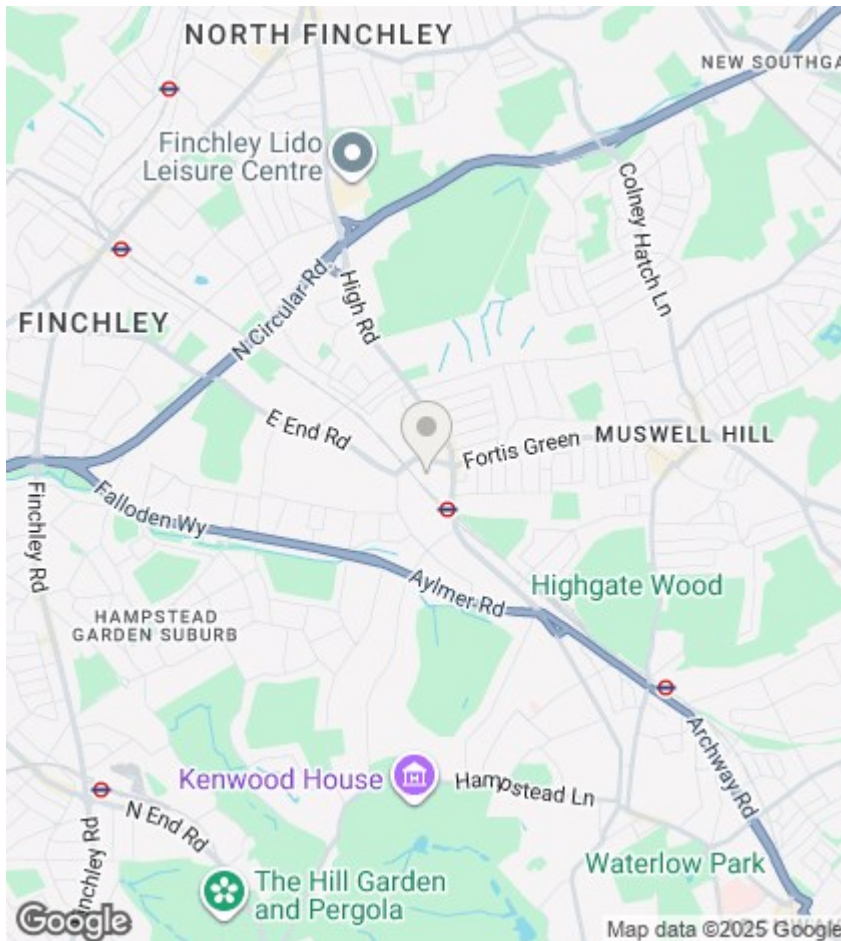 NORTH FINCHLEY
NEW SOUTHGA
Finchley Lido
Leisure Centre
Colney Hatch Ln
N Circular Rd
High Rd
FINCHLEY
E End Rd
Fortis Green
MUSWELL HILL
Falloden Wy
Finchley Rd
Aylmer Rd
Highgate Wood
HAMPSTEAD
GARDEN SUBURB
Archway Rd
Kenwood House
Hampstead Ln
N End Rd
Finchley Rd
Waterlow Park
The Hill Garden
and Pergola
Google
Map data ©2025 Google